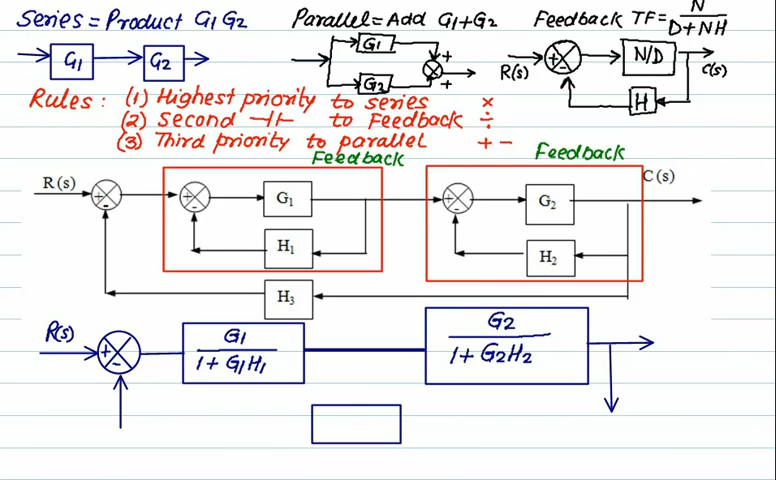 Series = Product G1 G2
G1
G2
Parallel = Add G1+G2
G1
+
+
G2
Feedback TF = N
D+NH
R(s)
+
-
N/D
C(s)
H
Rules : (1) Highest priority to series ×
(2) Second -||- to Feedback ÷
(3) Third priority to parallel + -
Feedback
Feedback
R(s)
+
-
+
-
G1
+
-
G2
C(s)
H1
H2
H3
R(s)
+
-
G1
1 + G1H1
G2
1 + G2H2